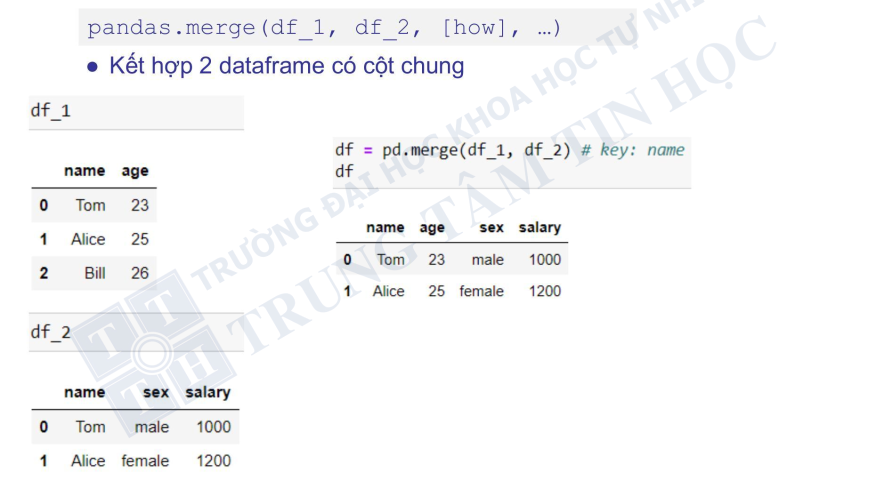 pandas.merge(df_1, df_2, [how], …)
● Kết hợp 2 dataframe có cột chung
df_1
name age
0 Tom 23
1 Alice 25
2 Bill 26
df_2
name sex salary
0 Tom male 1000
1 Alice female 1200
df = pd.merge(df_1, df_2) # key: name
df
name age sex salary
0 Tom 23 male 1000
1 Alice 25 female 1200
TRƯỜNG ĐẠI HỌC KHOA HỌC TỰ NHI
TRUNG TÂM TIN HỌC